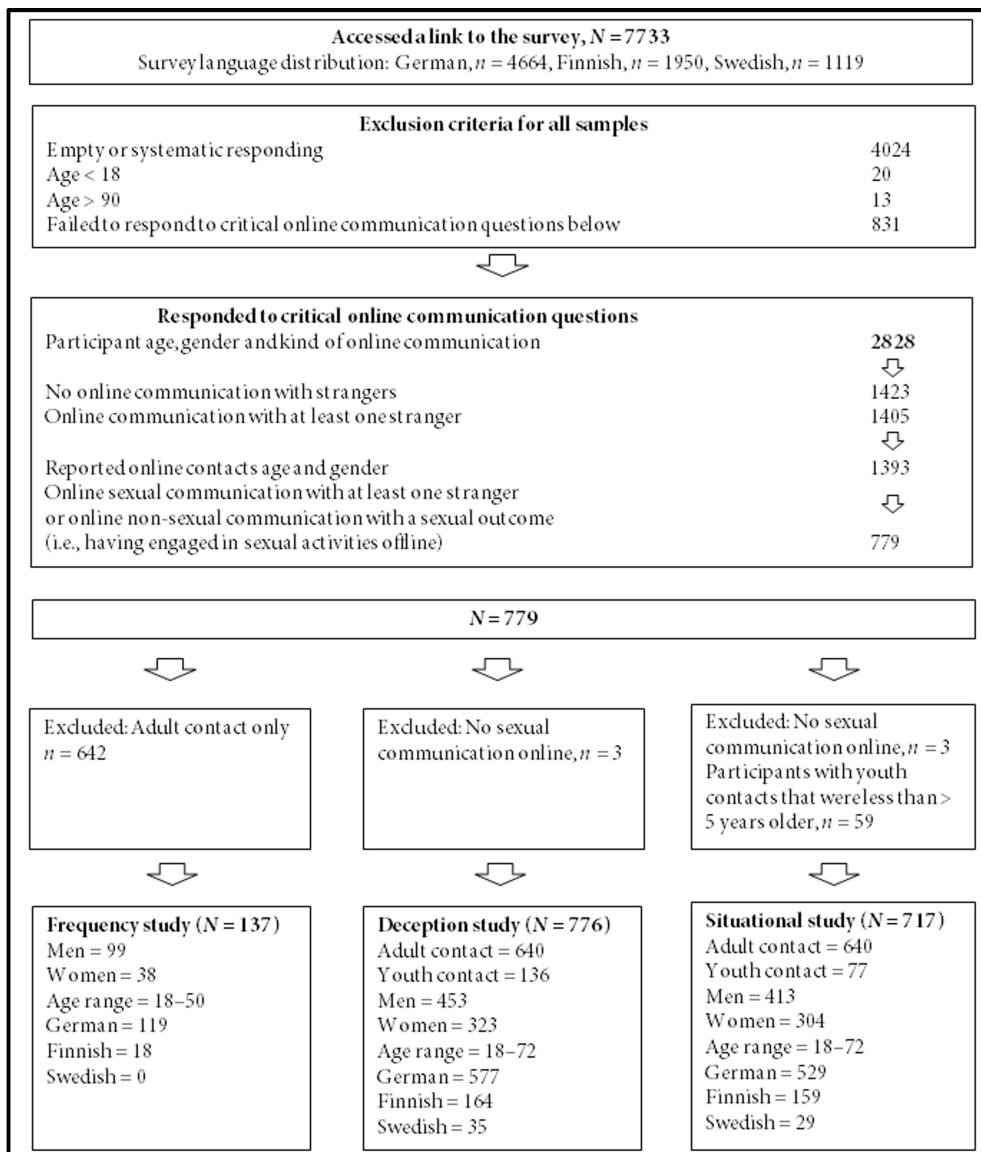 Accessed a link to the survey, N = 7733
Survey language distribution: German, n = 4664, Finnish, n = 1950, Swedish, n = 1119
Exclusion criteria for all samples
Empty or systematic responding 4024
Age < 18 20
Age > 90 13
Failed to respond to critical online communication questions below 831
Responded to critical online communication questions
Participant age, gender and kind of online communication 2828
No online communication with strangers 1423
Online communication with at least one stranger 1405
Reported online contacts age and gender 1393
Online sexual communication with at least one stranger
or online non-sexual communication with a sexual outcome
(i.e., having engaged in sexual activities offline) 779
N = 779
Excluded: Adult contact only
n = 642
Excluded: No sexual
communication online, n = 3
Excluded: No sexual
communication online, n = 3
Participants with youth
contacts that were less than >
5 years older, n = 59
Frequency study (N = 137)
Men = 99
Women = 38
Age range = 18–50
German = 119
Finnish = 18
Swedish = 0
Deception study (N = 776)
Adult contact = 640
Youth contact = 136
Men = 453
Women = 323
Age range = 18–72
German = 577
Finnish = 164
Swedish = 35
Situational study (N = 717)
Adult contact = 640
Youth contact = 77
Men = 413
Women = 304
Age range = 18–72
German = 529
Finnish = 159
Swedish = 29